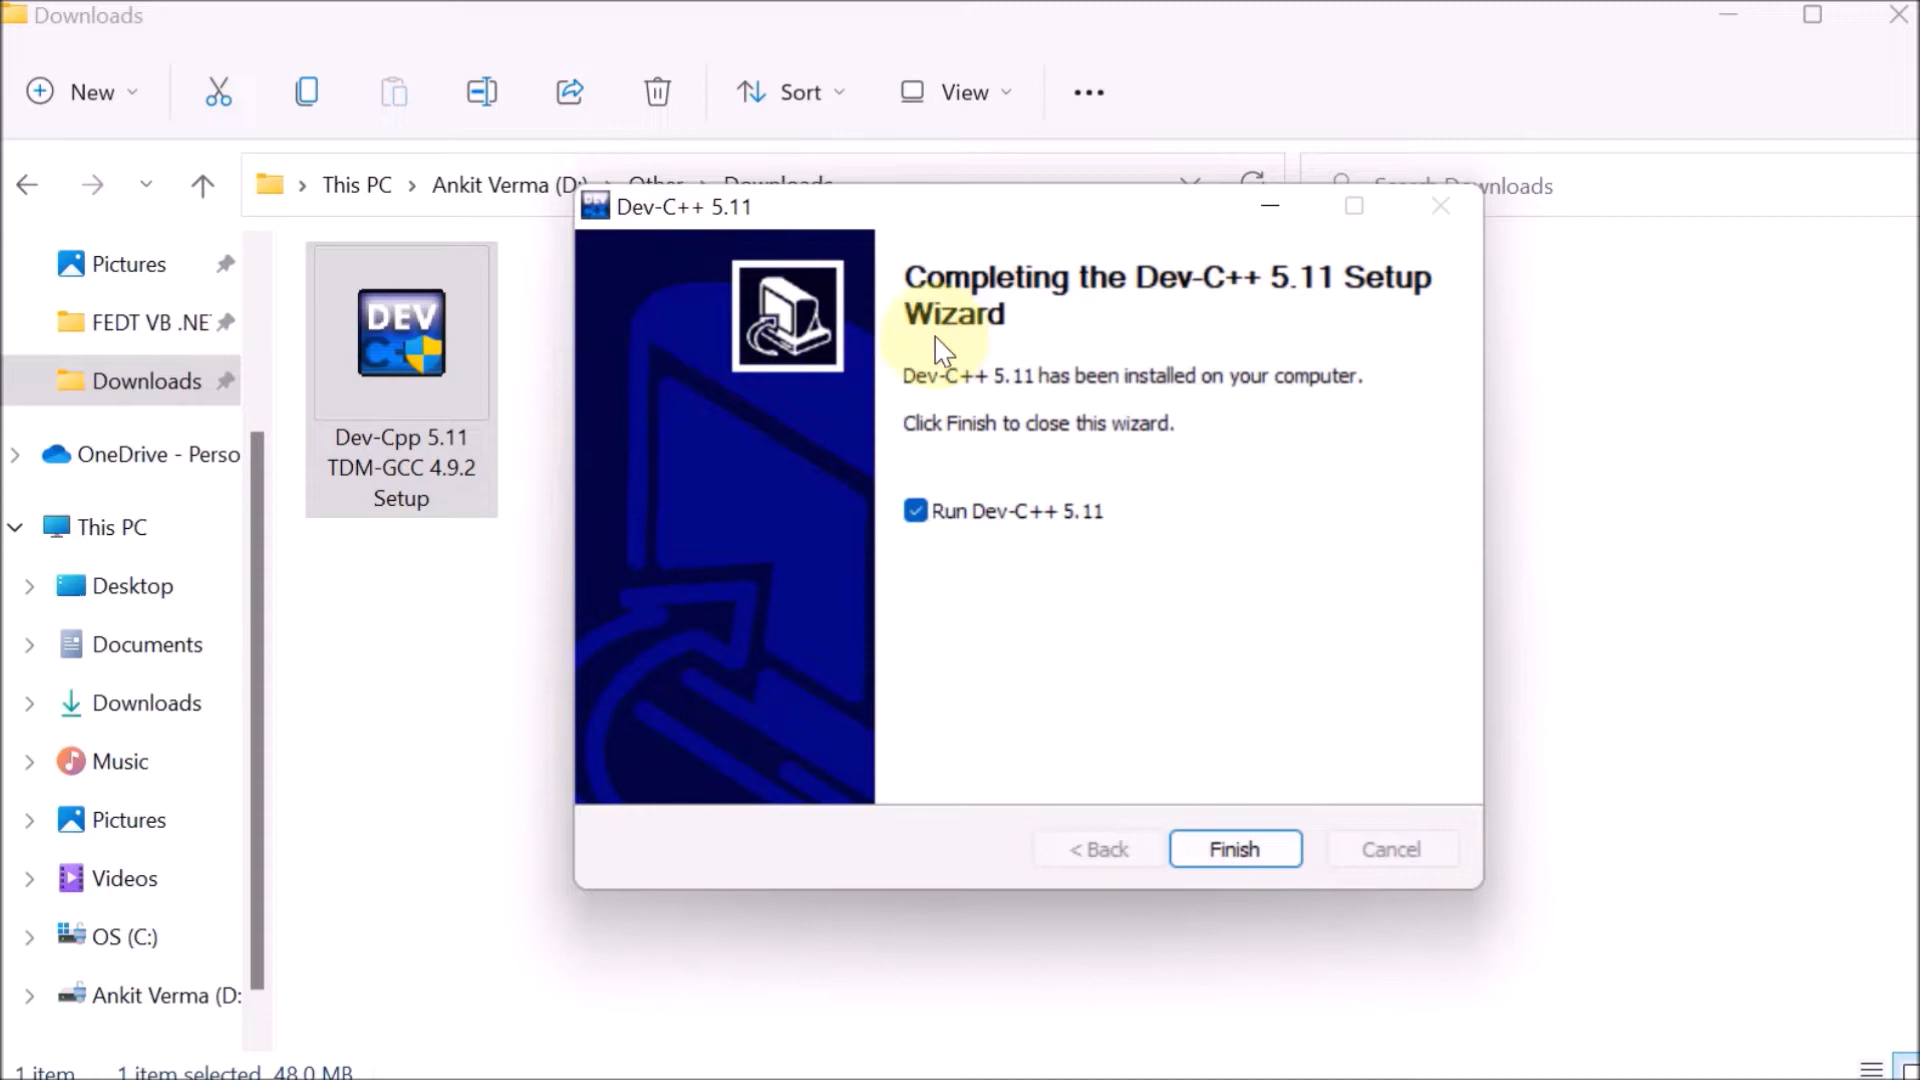 Downloads
New
Sort
View
This PC
Ankit Verma (D:)
Other
Downloads
Search Downloads
Pictures
FEDT VB .NE
Downloads
OneDrive - Perso
This PC
Desktop
Documents
Downloads
Music
Pictures
Videos
OS (C:)
Ankit Verma (D:
DEV
C++
Dev-Cpp 5.11
TDM-GCC 4.9.2
Setup
Dev-C++ 5.11
Completing the Dev-C++ 5.11 Setup
Wizard
Dev-C++ 5.11 has been installed on your computer.
Click Finish to close this wizard.
Run Dev-C++ 5.11
< Back
Finish
Cancel
1 item
1 item selected 48.0 MB